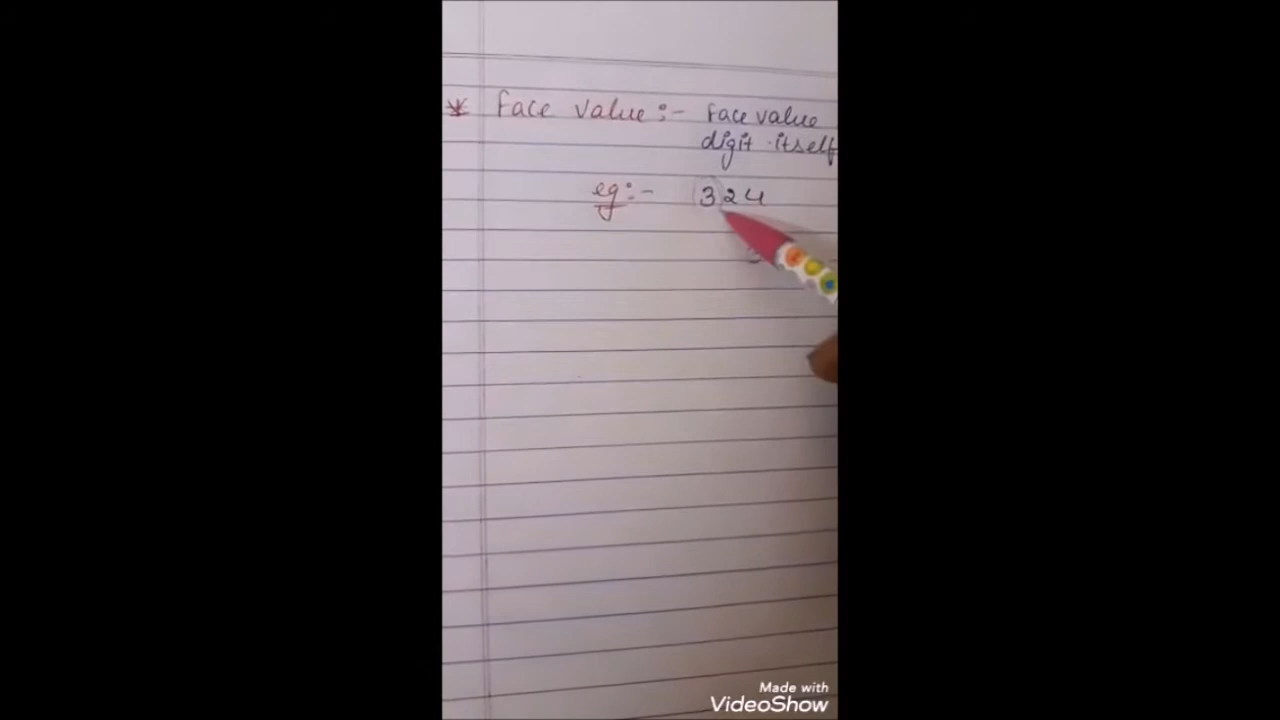 * Face value :- Face value
digit itself
eg :- 324
Made with
VideoShow